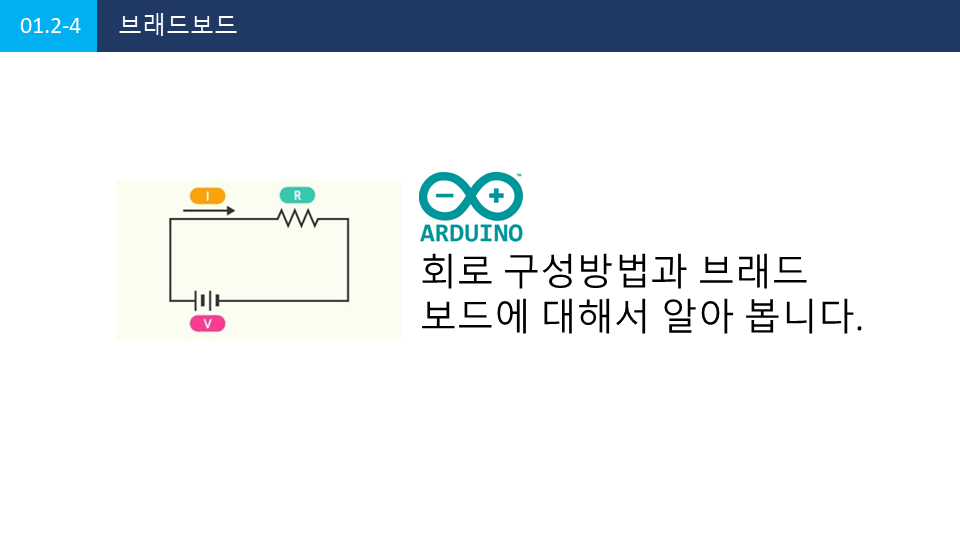 01.2-4 브래드보드
I R
V
™
ARDUINO
회로 구성방법과 브래드
보드에 대해서 알아 봅니다.